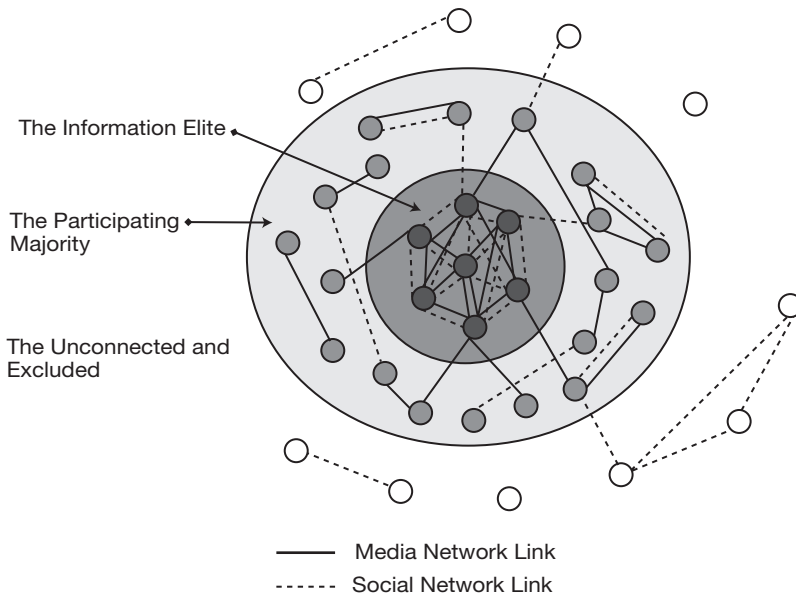 The Information Elite
The Participating
Majority
The Unconnected and
Excluded
Media Network Link
Social Network Link